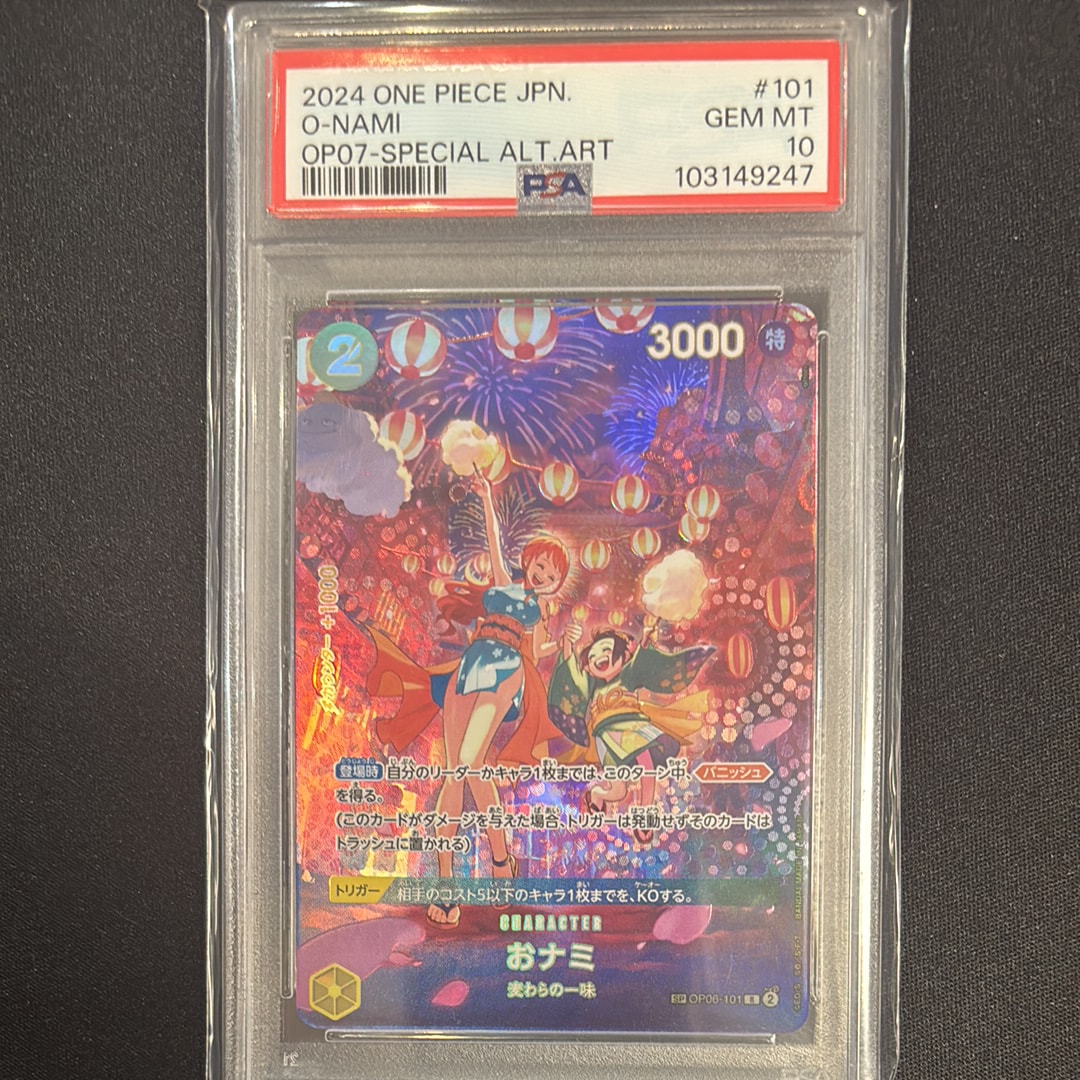 2024 ONE PIECE JPN. #101
O-NAMI GEM MT
OP07-SPECIAL ALT.ART 10
PSA 103149247
2 3000 特
カウンター +1000
登場時 自分のリーダーかキャラ1枚までは、このターン中、バニッシュ
を得る。
(このカードがダメージを与えた場合、トリガーは発動せずそのカードは
トラッシュに置かれる)
トリガー 相手のコスト5以下のキャラ1枚までを、KOする。
CHARACTER
おナミ
麦わらの一味
SP OP06-101 R 2